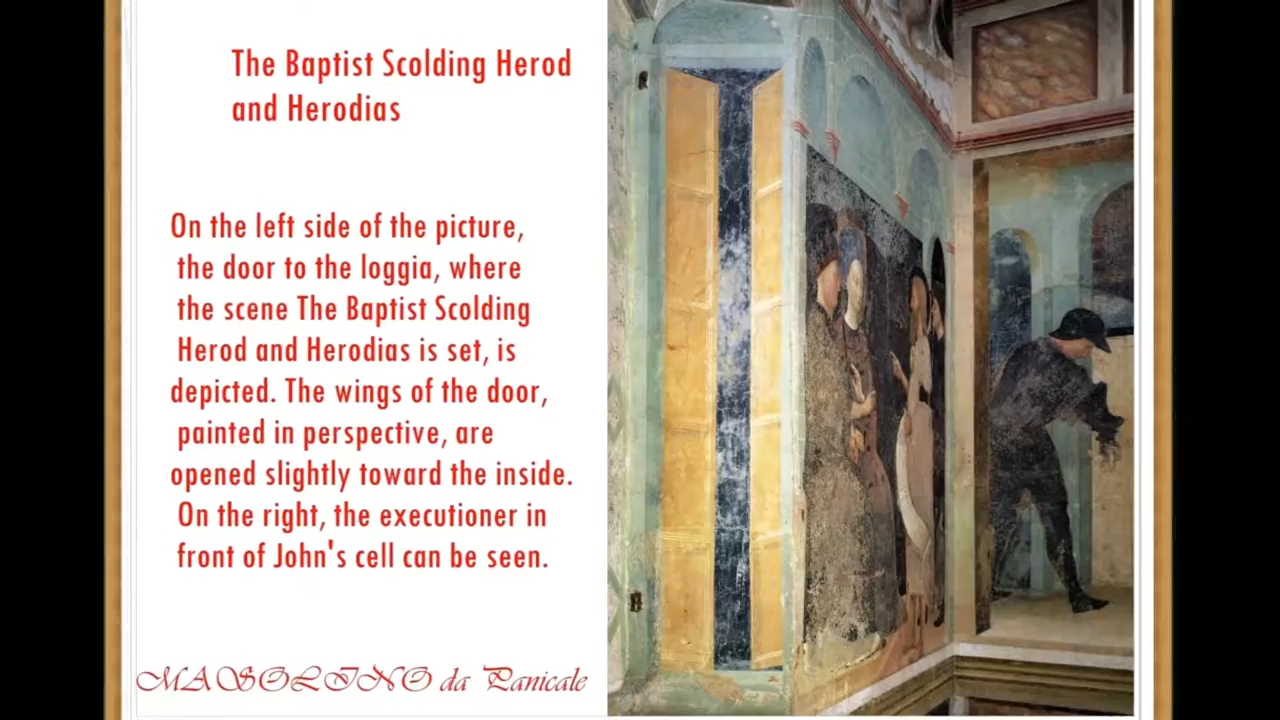 The Baptist Scolding Herod
and Herodias
On the left side of the picture,
the door to the loggia, where
the scene The Baptist Scolding
Herod and Herodias is set, is
depicted. The wings of the door,
painted in perspective, are
opened slightly toward the inside.
On the right, the executioner in
front of John's cell can be seen.
MASOLINO da Panicale